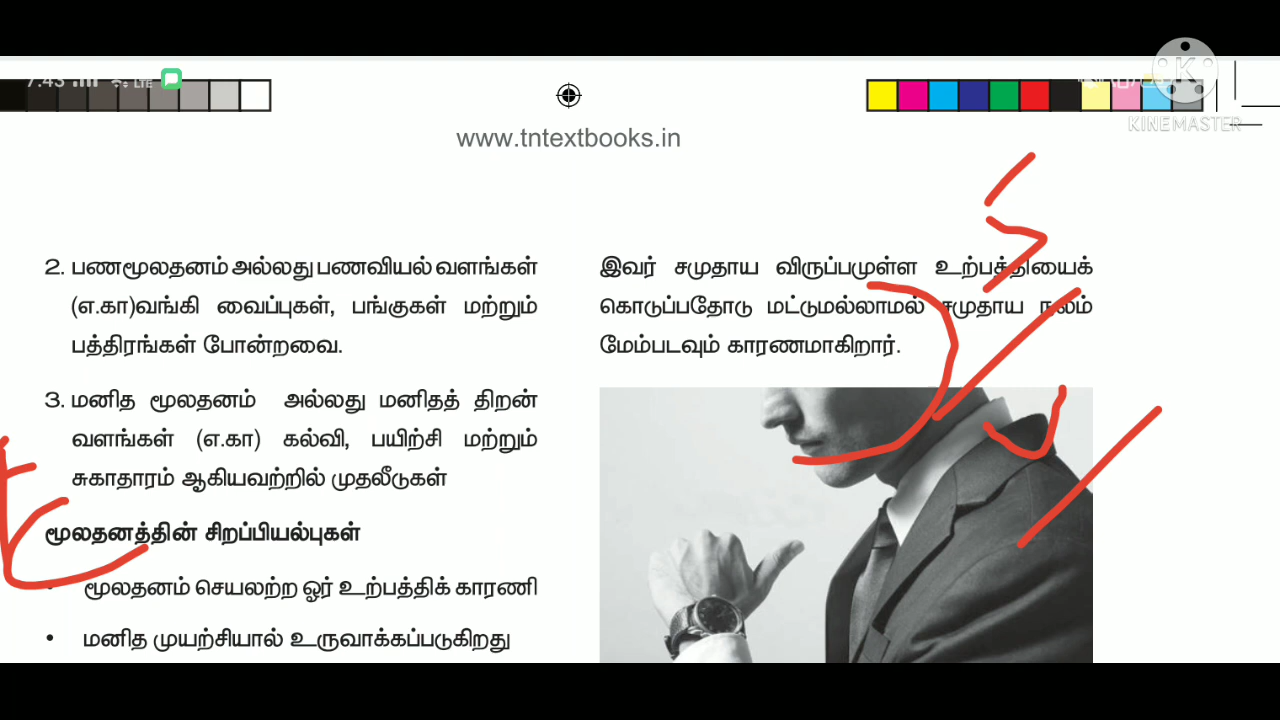 7.43 LTE
KINEMASTER
www.tntextbooks.in
2. பணமூலதனம் அல்லது பணவியல் வளங்கள்
(எ.கா)வங்கி வைப்புகள், பங்குகள் மற்றும்
பத்திரங்கள் போன்றவை.
3. மனித மூலதனம் அல்லது மனிதத் திறன்
வளங்கள் (எ.கா) கல்வி, பயிற்சி மற்றும்
சுகாதாரம் ஆகியவற்றில் முதலீடுகள்
மூலதனத்தின் சிறப்பியல்புகள்
• மூலதனம் செயலற்ற ஓர் உற்பத்திக் காரணி
• மனித முயற்சியால் உருவாக்கப்படுகிறது
இவர் சமுதாய விருப்பமுள்ள உற்பத்தியைக்
கொடுப்பதோடு மட்டுமல்லாமல் சமுதாய நலம்
மேம்படவும் காரணமாகிறார்.